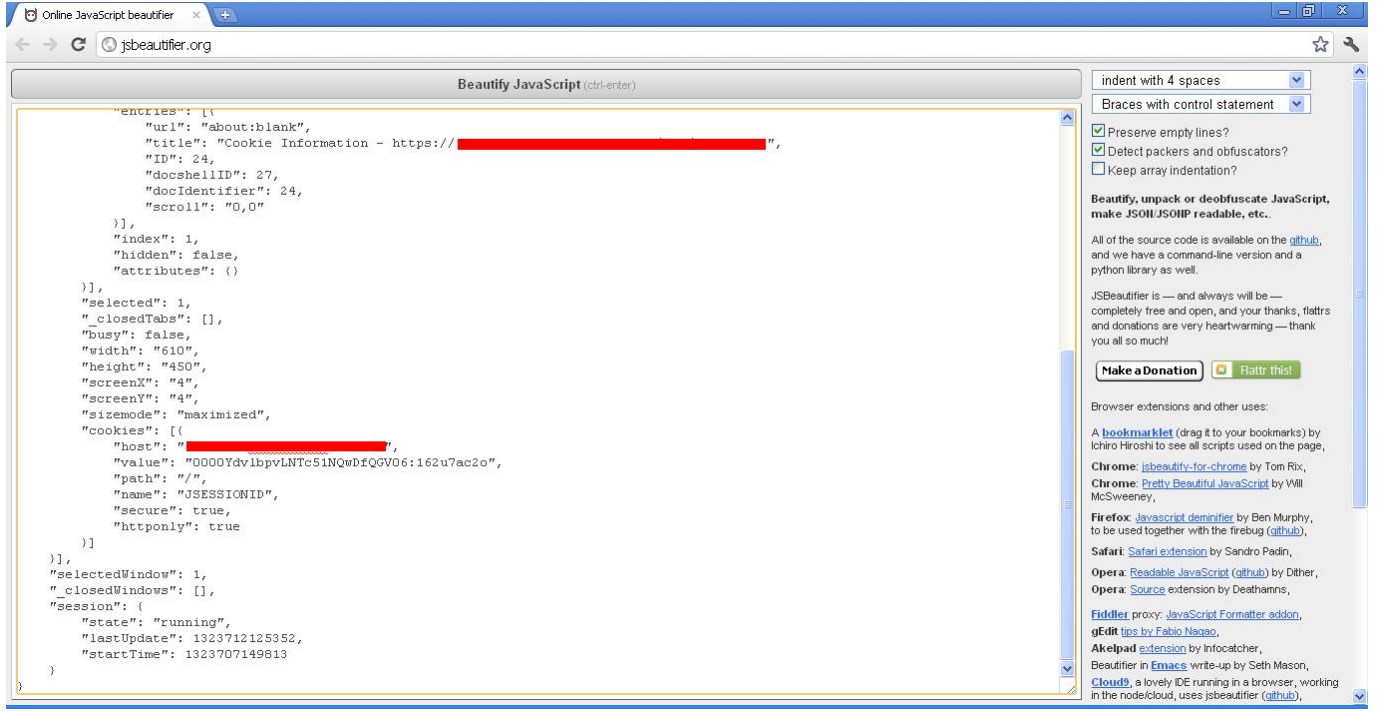 Online JavaScript beautifier
jsbeautifier.org
Beautify JavaScript (ctrl-enter)
"entries": [{
"url": "about:blank",
"title": "Cookie Information - https://",
"ID": 24,
"docshellID": 27,
"docIdentifier": 24,
"scroll": "0,0"
}],
"index": 1,
"hidden": false,
"attributes": {}
}],
"selected": 1,
"_closedTabs": [],
"busy": false,
"width": "610",
"height": "450",
"screenX": "4",
"screenY": "4",
"sizemode": "maximized",
"cookies": [{
"host": "",
"value": "0000YdvlbpvLNTc51NQwDfQGVO6:162u7ac2o",
"path": "/",
"name": "JSESSIONID",
"secure": true,
"httponly": true
}]
}],
"selectedWindow": 1,
"_closedWindows": [],
"session": {
"state": "running",
"lastUpdate": 1323712125352,
"startTime": 1323707149813
}
}
indent with 4 spaces
Braces with control statement
Preserve empty lines?
Detect packers and obfuscators?
Keep array indentation?
Beautify, unpack or deobfuscate JavaScript,
make JSON/JSONP readable, etc..
All of the source code is available on the github,
and we have a command-line version and a
python library as well.
JSBeautifier is — and always will be —
completely free and open, and your thanks, flattrs
and donations are very heartwarming — thank
you all so much!
Make a Donation
Flattr this!
Browser extensions and other uses:
A bookmarklet (drag it to your bookmarks) by
Ichiro Hiroshi to see all scripts used on the page,
Chrome: jsbeautify-for-chrome by Tom Rix,
Chrome: Pretty Beautiful JavaScript by Will
McSweeney,
Firefox: Javascript deminifier by Ben Murphy,
to be used together with the firebug (github),
Safari: Safari extension by Sandro Padin,
Opera: Readable JavaScript (github) by Dither,
Opera: Source extension by Deathamns,
Fiddler proxy: JavaScript Formatter addon,
gEdit tips by Fabio Nagao,
Akelpad extension by Infocatcher,
Beautifier in Emacs write-up by Seth Mason,
Cloud9, a lovely IDE running in a browser, working
in the node/cloud, uses jsbeautifier (github),